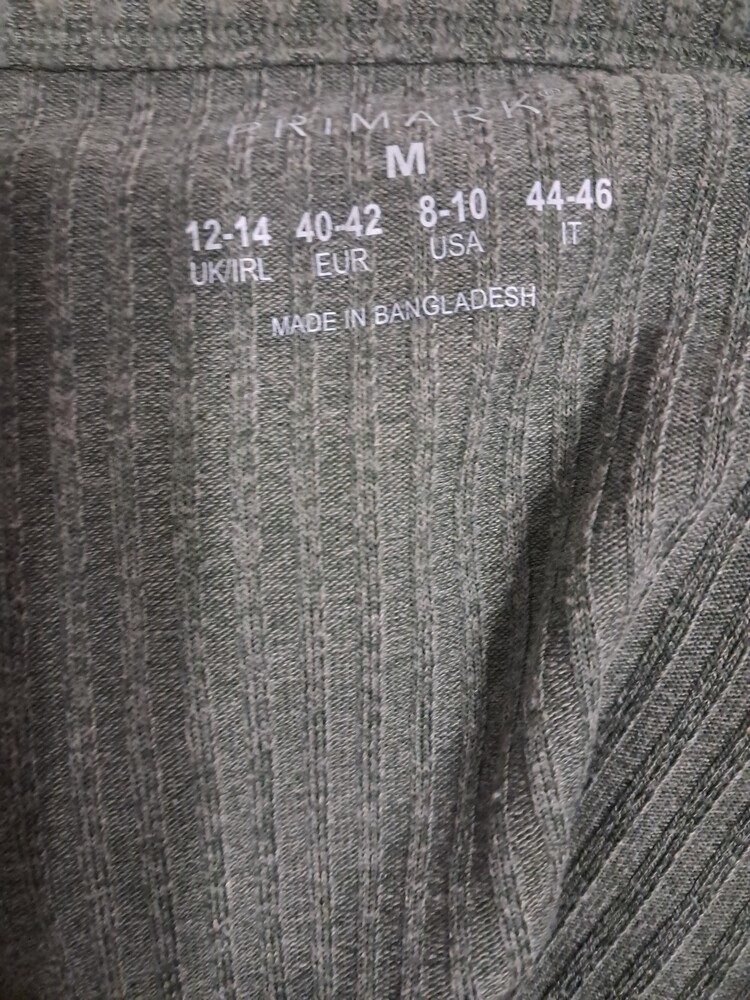 PRIMARK
M
12-14 40-42 8-10 44-46
UK/IRL EUR USA IT
MADE IN BANGLADESH